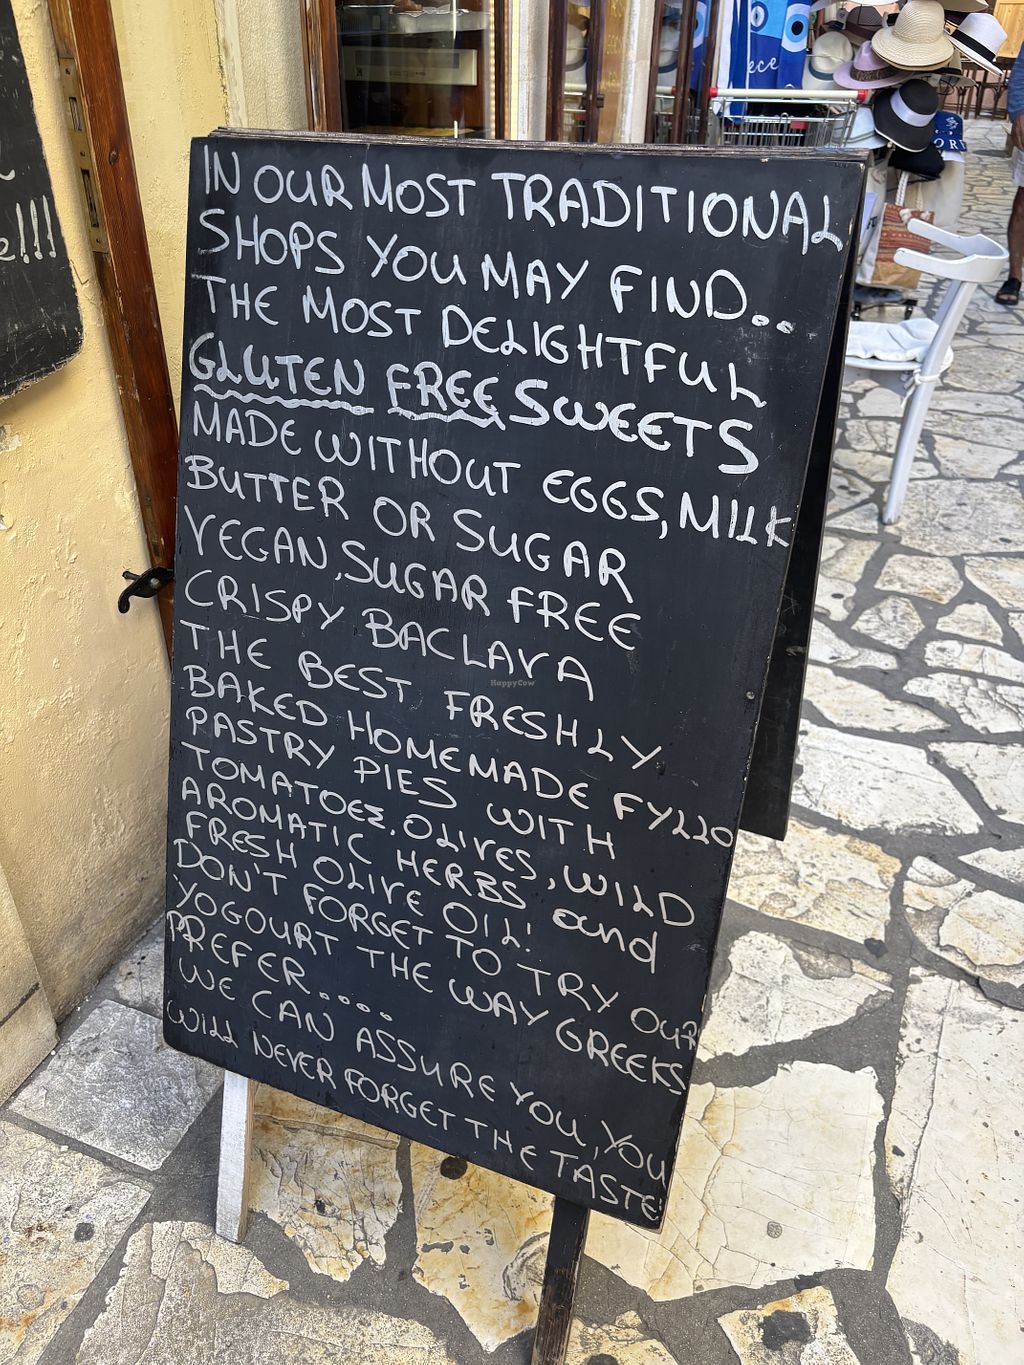 e!!!
ece
IN OUR MOST TRADITIONAL
SHOPS YOU MAY FIND..
THE MOST DELIGHTFUL
GLUTEN FREE SWEETS
MADE WITHOUT EGGS, MILK
BUTTER OR SUGAR
VEGAN, SUGAR FREE
CRISPY BACLAVA
THE BEST FRESHLY
BAKED HOMEMADE FYLLO
PASTRY PIES WITH
TOMATOEΣ, OLIVES, WILD
AROMATIC HERBS and
FRESH OLIVE OIL!
DON'T FORGET TO TRY OUR
YOGOURT THE WAY GREEKS
PREFER....
WE CAN ASSURE YOU, YOU
WILL NEVER FORGET THE TASTE!
HappyCow